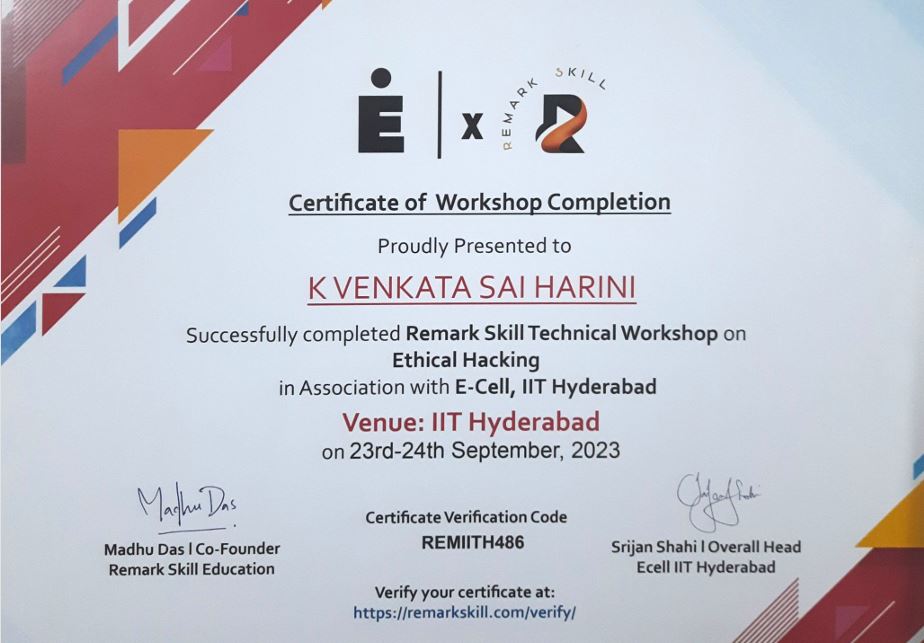 REMARK SKILL
E x R
Certificate of Workshop Completion
Proudly Presented to
K VENKATA SAI HARINI
Successfully completed Remark Skill Technical Workshop on
Ethical Hacking
in Association with E-Cell, IIT Hyderabad
Venue: IIT Hyderabad
on 23rd-24th September, 2023
Madhu Das
Madhu Das I Co-Founder
Remark Skill Education
Certificate Verification Code
REMIITH486
Srijan Shahi I Overall Head
Ecell IIT Hyderabad
Verify your certificate at:
https://remarkskill.com/verify/